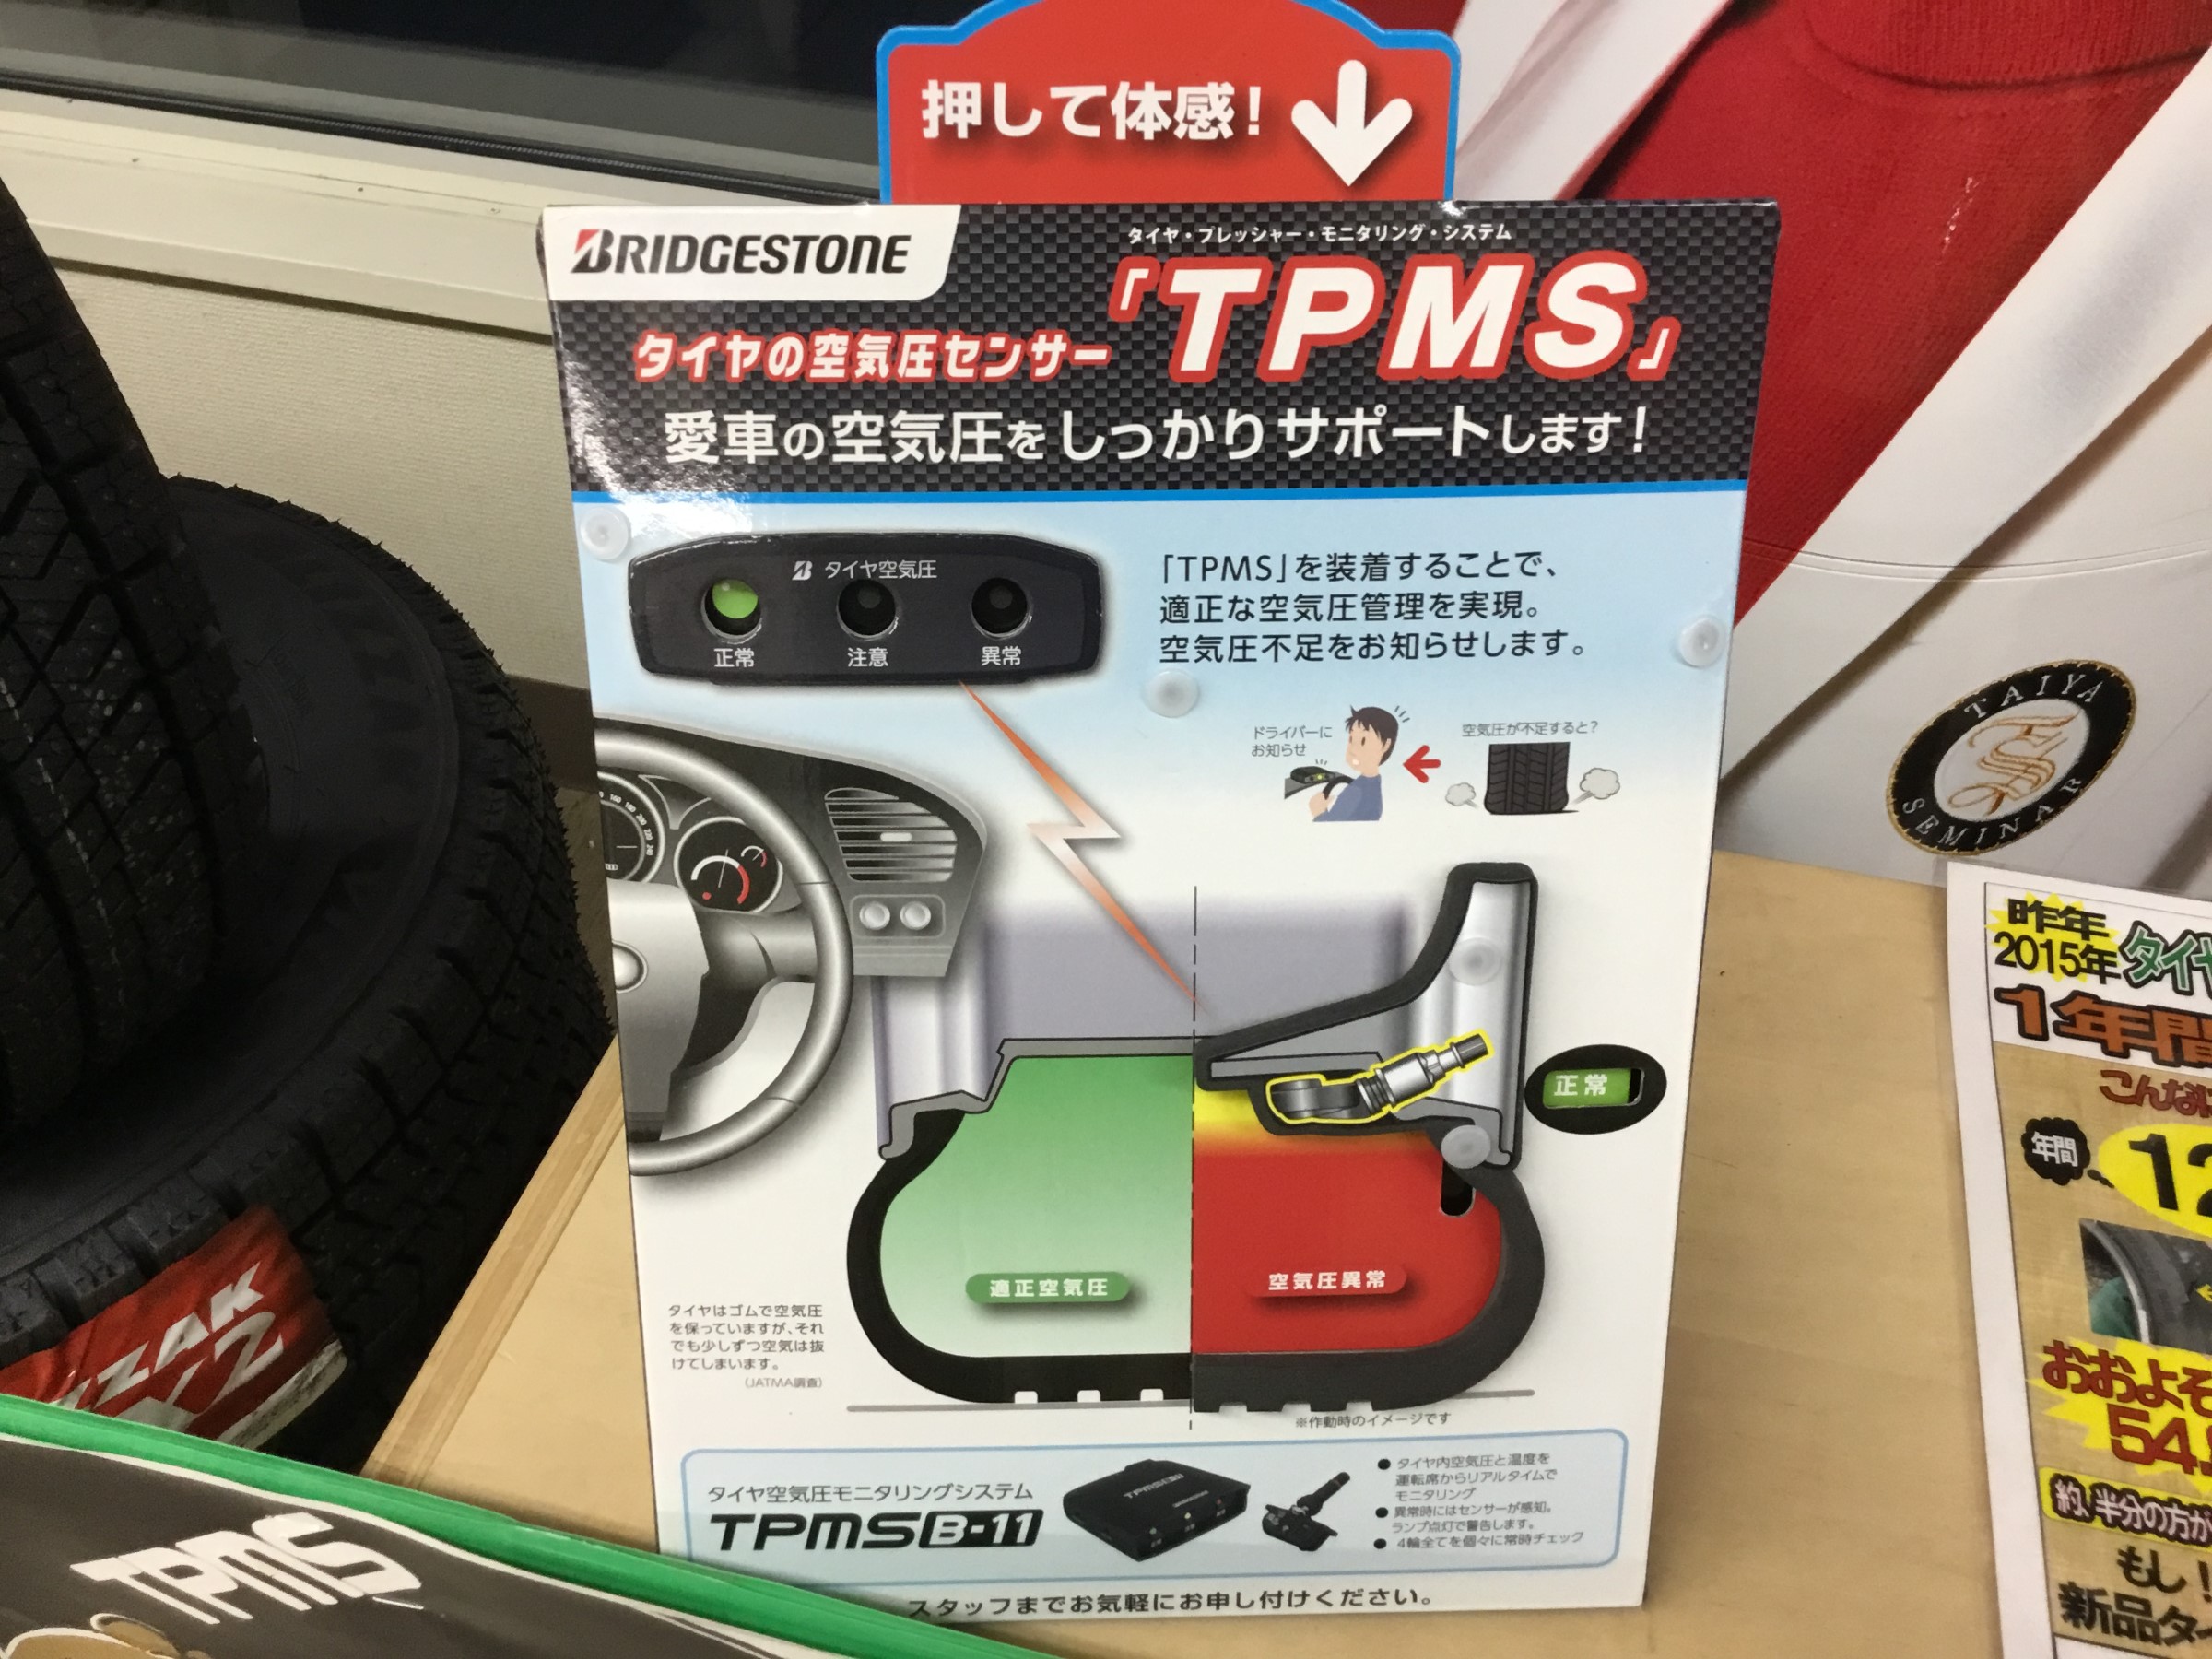 押して体感!
BRIDGESTONE
タイヤ・プレッシャー・モニタリング・システム
タイヤの空気圧センサー「TPMS」
愛車の空気圧をしっかりサポートします!
タイヤ空気圧
正常 注意 異常
「TPMS」を装着することで、
適正な空気圧管理を実現。
空気圧不足をお知らせします。
ドライバーに
お知らせ
空気圧が不足すると?
正常
適正空気圧
空気圧異常
タイヤはゴムで空気圧
を保っていますが、それ
でも少しずつ空気は抜
けてしまいます。
(JATMA調査)
※作動時のイメージです
タイヤ空気圧モニタリングシステム
TPMS B-11
TPMS B-11
● タイヤ内空気圧と温度を
運転席からリアルタイムで
モニタリング
● 異常時にはセンサーが感知。
ランプ点灯で警告します。
● 4輪全てを個々に常時チェック
スタッフまでお気軽にお申し付けください。
TAIYA
SEMINAR
昨年
2015年タイヤ
1年間
こんなに
年間
12
おおよそ
54.
約、半分の方が
もし!
新品タイ
ZAK
TPMS